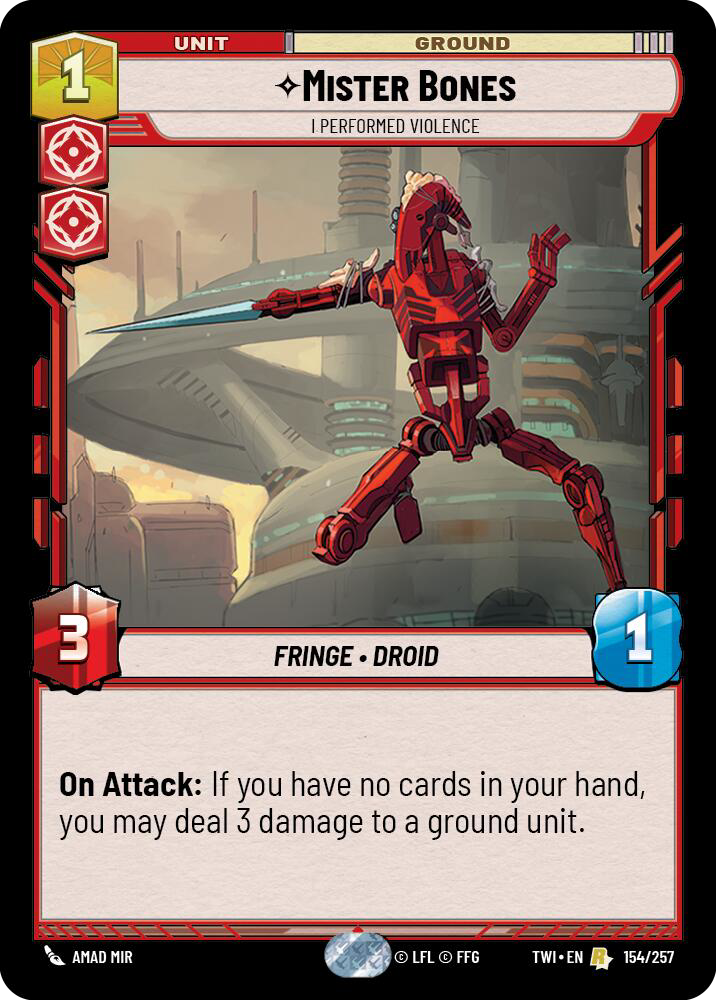 UNIT
GROUND
1
✧MISTER BONES
I PERFORMED VIOLENCE
3
FRINGE • DROID
1
On Attack: If you have no cards in your hand,
you may deal 3 damage to a ground unit.
AMAD MIR
© LFL © FFG
TWI • EN
R
154/257